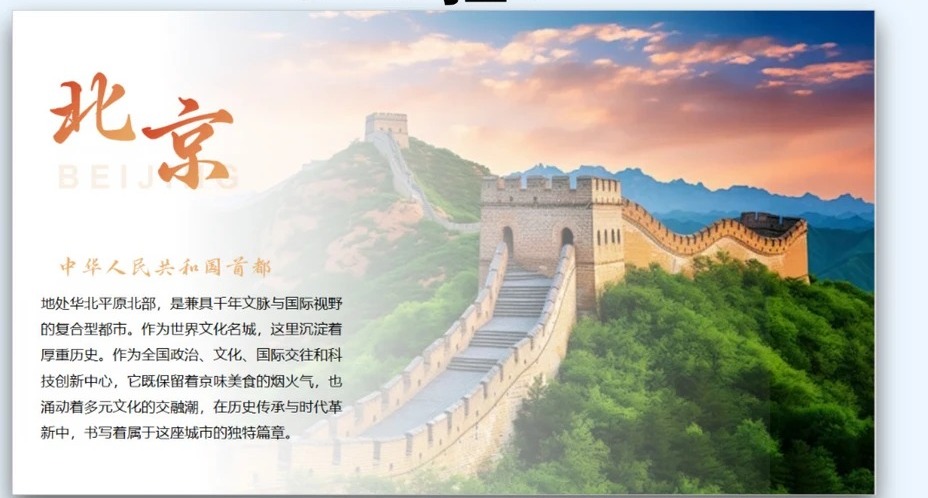 北京
BEIJING
中华人民共和国首都
地处华北平原北部，是兼具千年文脉与国际视野
的复合型都市。作为世界文化名城，这里沉淀着
厚重历史。作为全国政治、文化、国际交往和科
技创新中心，它既保留着京味美食的烟火气，也
涌动着多元文化的交融潮，在历史传承与时代革
新中，书写着属于这座城市的独特篇章。